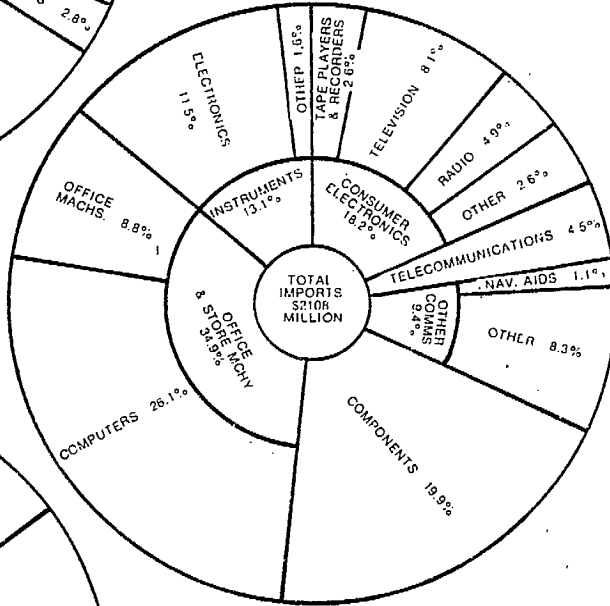 2.8%
ELECTRONICS
11.5%
OTHER 1.6%
TAPE PLAYERS
& RECORDERS
2.6%
TELEVISION 8.1%
RADIO 4.9%
OTHER 2.6%
TELECOMMUNICATIONS 4.5%
NAV. AIDS 1.1%
OTHER 8.3%
OTHER
COMMS
9.4%
CONSUMER
ELECTRONICS
18.2%
INSTRUMENTS
13.1%
OFFICE
MACHS. 8.8%
TOTAL
IMPORTS
$2108
MILLION
OFFICE
& STORE MCHY
34.9%
COMPUTERS 26.1%
COMPONENTS
19.9%